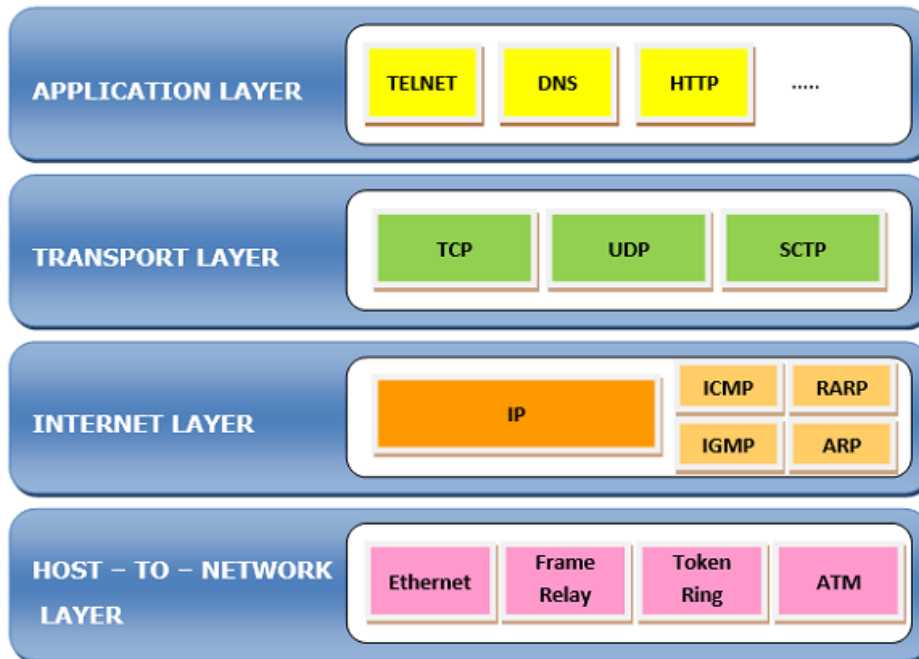 APPLICATION LAYER
TELNET
DNS
HTTP
.....
TRANSPORT LAYER
TCP
UDP
SCTP
INTERNET LAYER
IP
ICMP
RARP
IGMP
ARP
HOST – TO – NETWORK
LAYER
Ethernet
Frame
Relay
Token
Ring
ATM